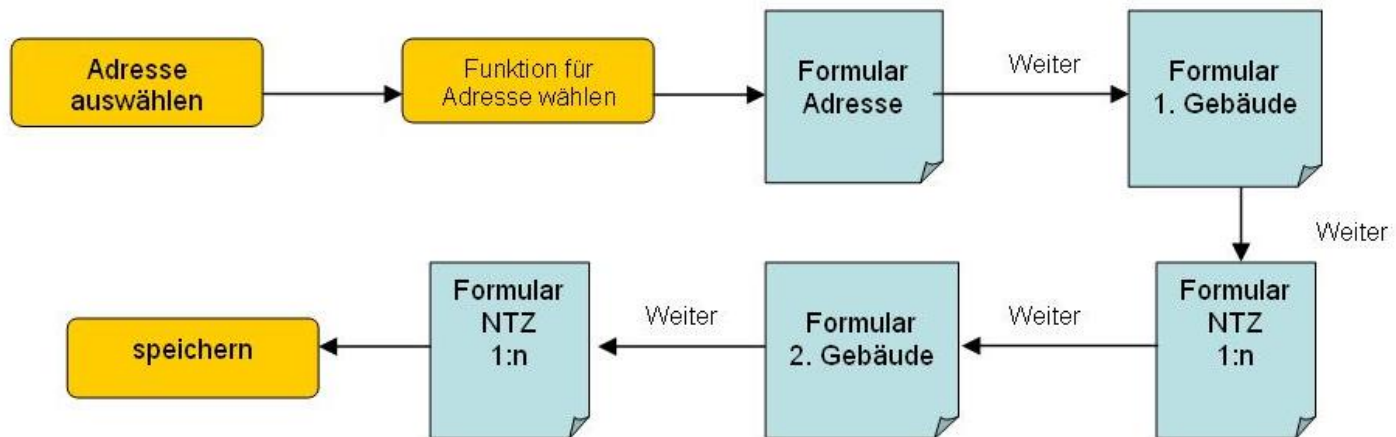 Adresse
auswählen
Funktion für
Adresse wählen
Formular
Adresse
Weiter
Formular
1. Gebäude
Weiter
Formular
NTZ
1:n
Weiter
Formular
2. Gebäude
Weiter
Formular
NTZ
1:n
speichern